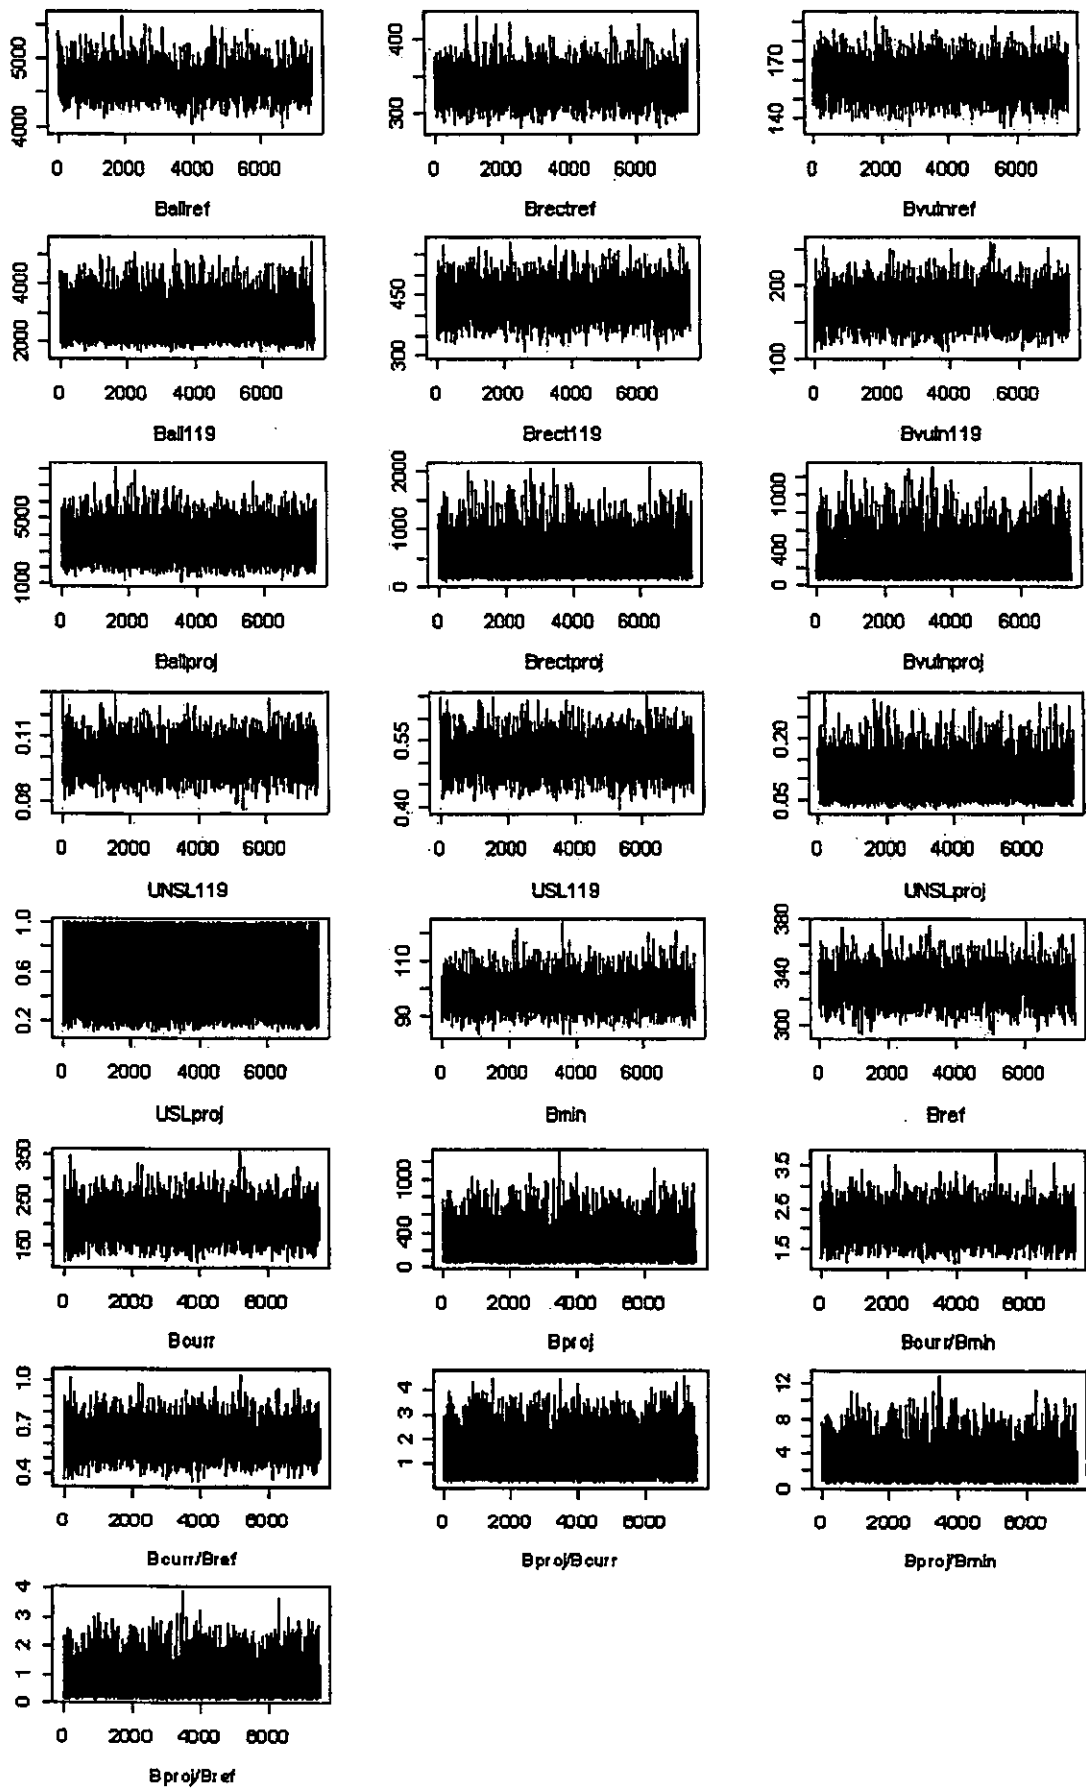 4000 5000
0 2000 4000 6000
Ballref
300 400
0 2000 4000 6000
Brectref
140 170
0 2000 4000 6000
Bvulnref
2000 4000
0 2000 4000 6000
Ball119
300 450
0 2000 4000 6000
Brect119
100 200
0 2000 4000 6000
Bvuln119
1000 5000
0 2000 4000 6000
Ballproj
0 1000 2000
0 2000 4000 6000
Brectproj
0 400 1000
0 2000 4000 6000
Bvulnproj
0.08 0.11
0 2000 4000 6000
UNSL119
0.40 0.55
0 2000 4000 6000
USL119
0.05 0.20
0 2000 4000 6000
UNSLproj
0.2 0.6 1.0
0 2000 4000 6000
USLproj
90 110
0 2000 4000 6000
Bmin
300 340 380
0 2000 4000 6000
Bref
150 250 350
0 2000 4000 6000
Bcurr
0 400 1000
0 2000 4000 6000
Bproj
1.5 2.5 3.5
0 2000 4000 6000
Bcurr/Bmin
0.4 0.7 1.0
0 2000 4000 6000
Bcurr/Bref
1 2 3 4
0 2000 4000 6000
Bproj/Bcurr
0 4 8 12
0 2000 4000 6000
Bproj/Bmin
0 1 2 3 4
0 2000 4000 6000
Bproj/Bref